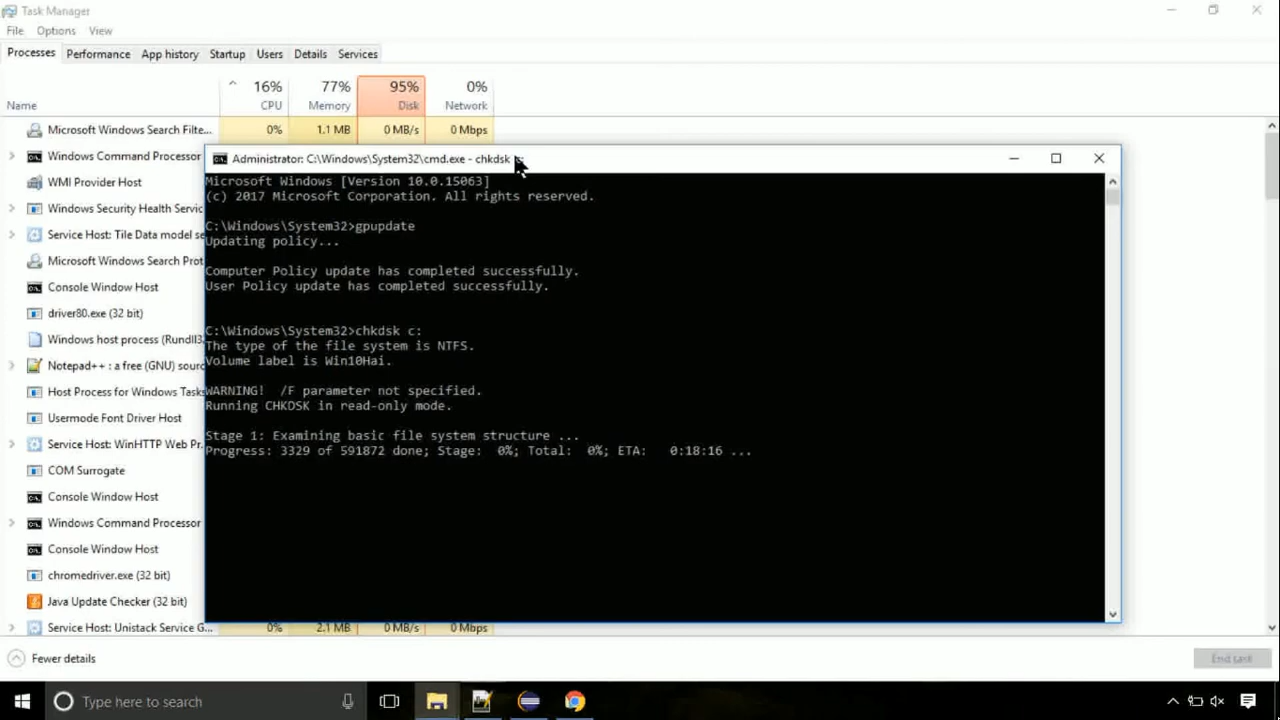 Task Manager
File Options View
Processes Performance App history Startup Users Details Services
16% 77% 95% 0%
Name CPU Memory Disk Network
Microsoft Windows Search Filte... 0% 1.1 MB 0 MB/s 0 Mbps
Windows Command Processor
WMI Provider Host
Windows Security Health Servic
Service Host: Tile Data model se
Microsoft Windows Search Prot
Console Window Host
driver80.exe (32 bit)
Windows host process (Rundll3
Notepad++ : a free (GNU) sourc
Host Process for Windows Task
Usermode Font Driver Host
Service Host: WinHTTP Web Pr
COM Surrogate
Console Window Host
Windows Command Processor
Console Window Host
chromedriver.exe (32 bit)
Java Update Checker (32 bit)
Service Host: Unistack Service G... 0% 2.1 MB 0 MB/s 0 Mbps
Administrator: C:\Windows\System32\cmd.exe - chkdsk
Microsoft Windows [Version 10.0.15063]
(c) 2017 Microsoft Corporation. All rights reserved.
C:\Windows\System32>gpupdate
Updating policy...
Computer Policy update has completed successfully.
User Policy update has completed successfully.
C:\Windows\System32>chkdsk c:
The type of the file system is NTFS.
Volume label is Win10Hai.
WARNING! /F parameter not specified.
Running CHKDSK in read-only mode.
Stage 1: Examining basic file system structure ...
Progress: 3329 of 591872 done; Stage: 0%; Total: 0%; ETA: 0:18:16 ...
Fewer details
End task
Type here to search